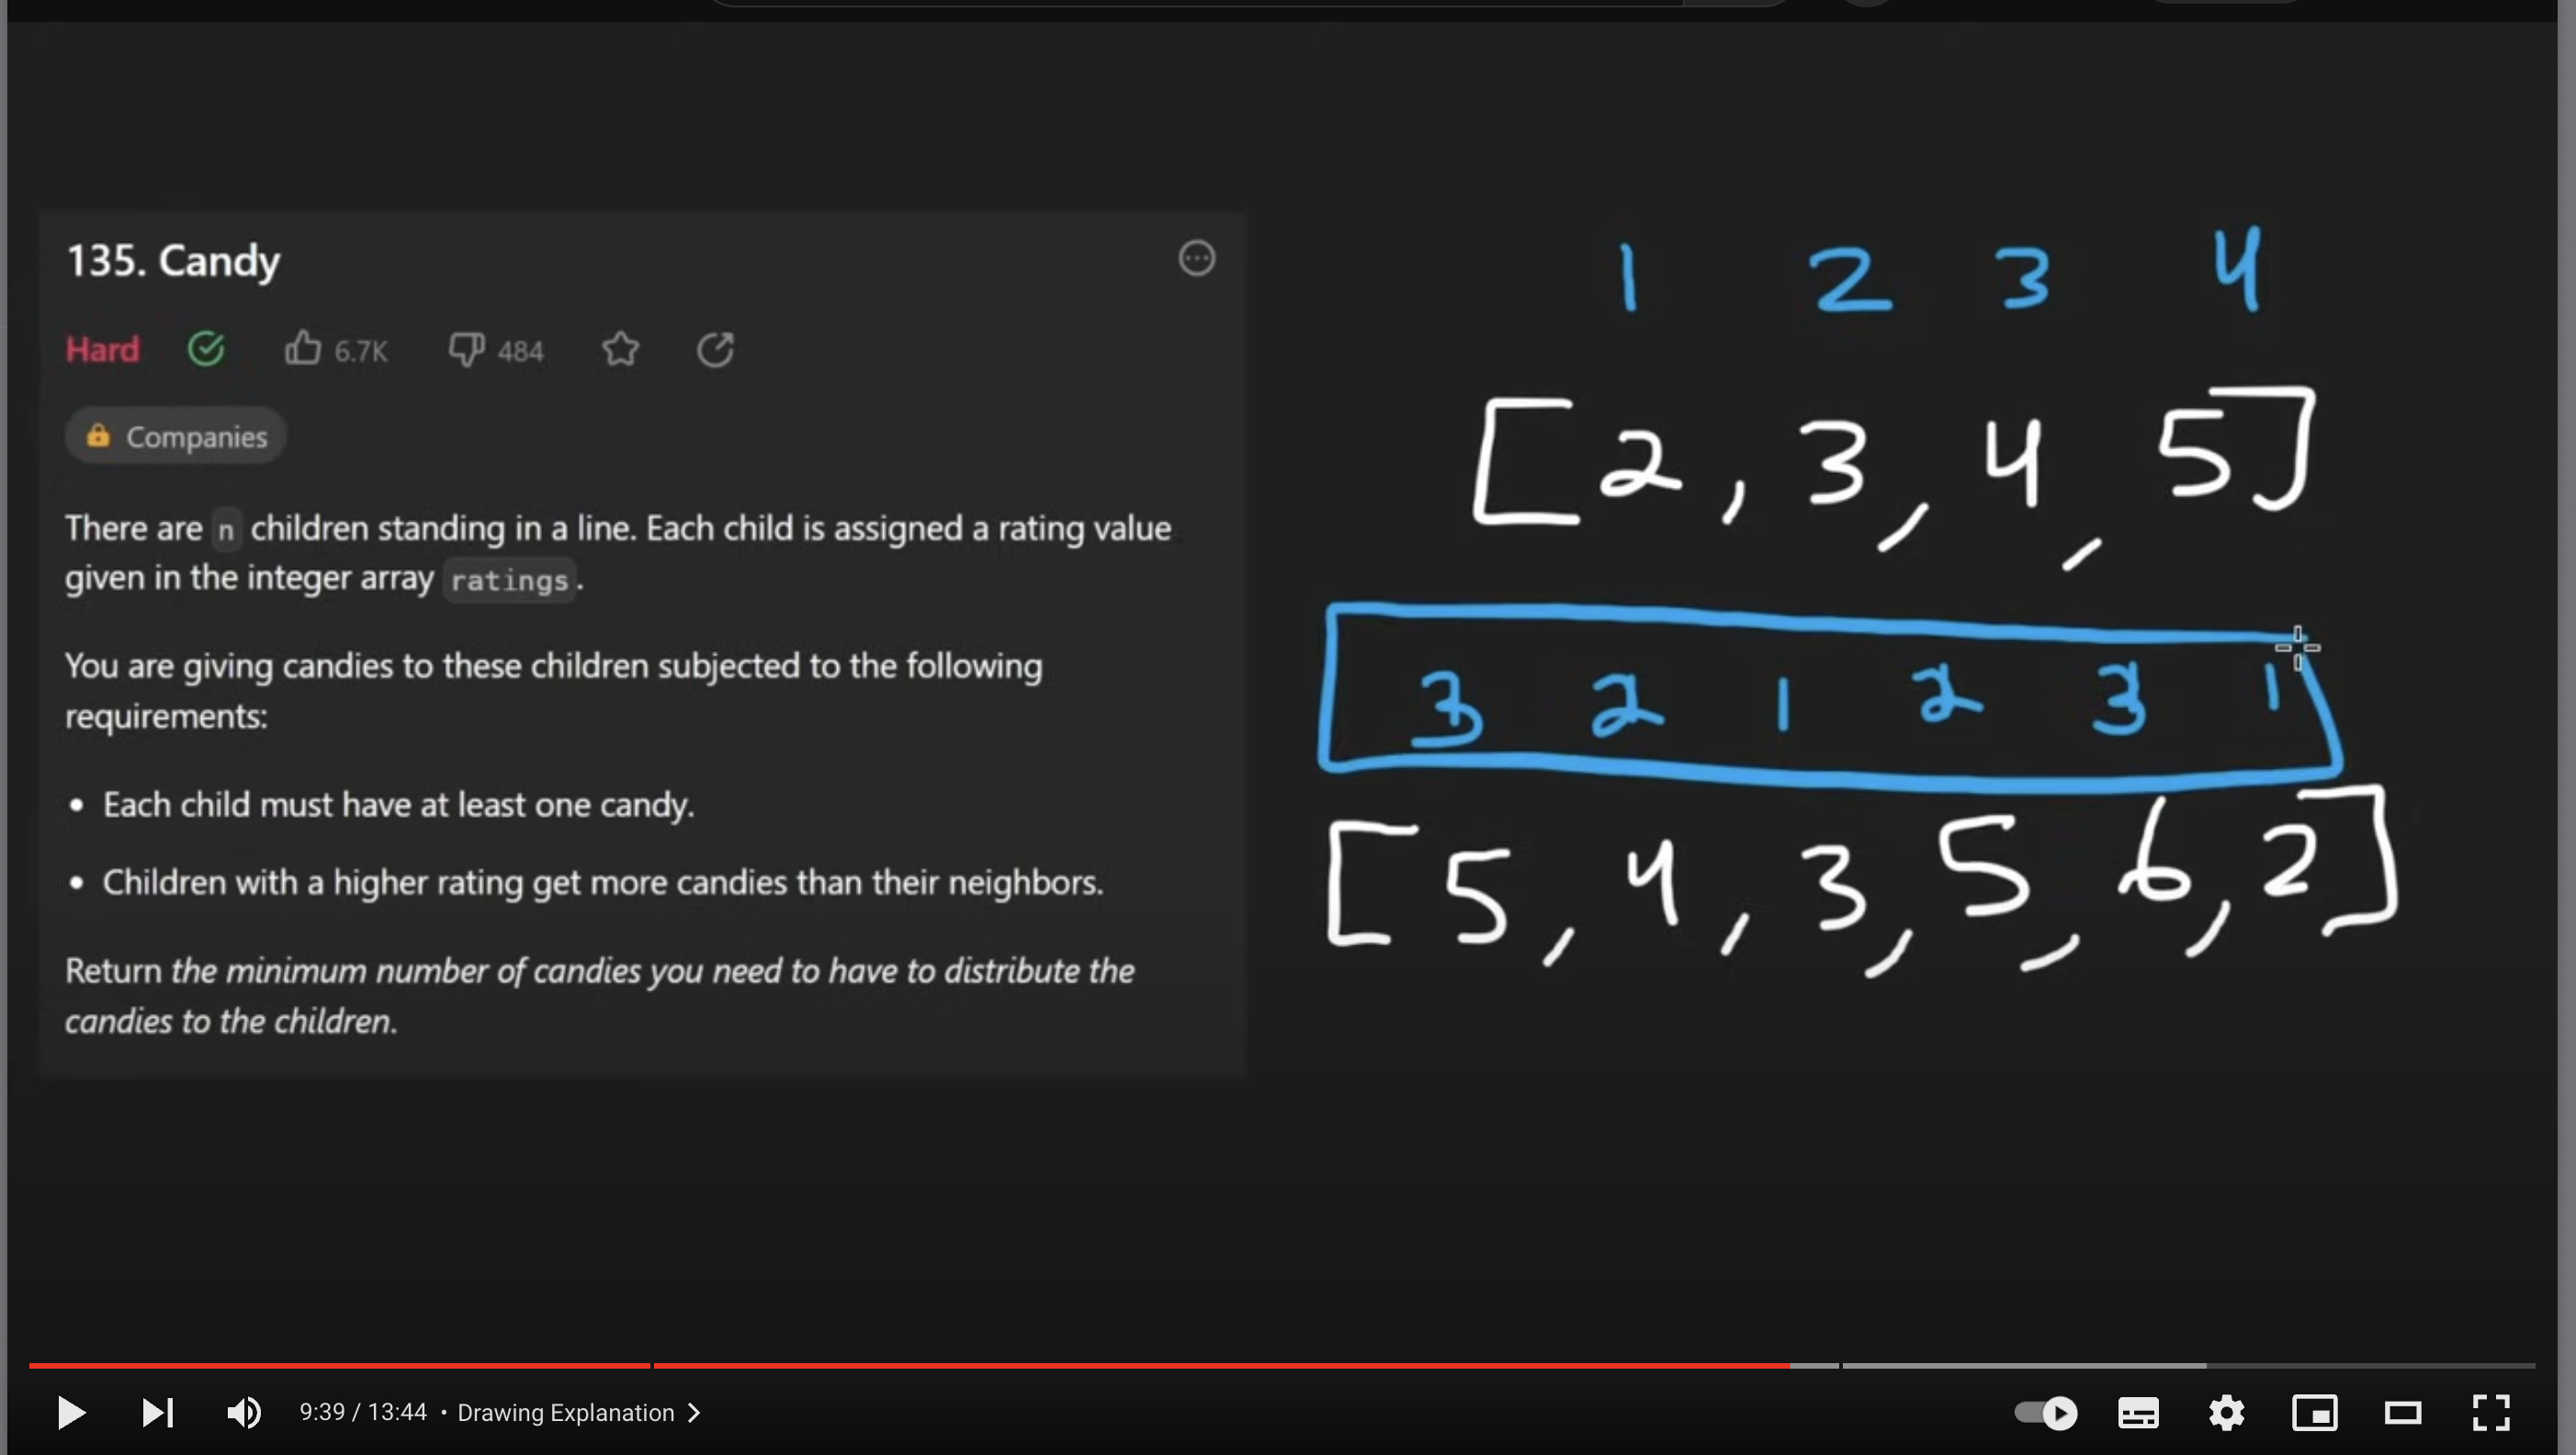 135. Candy
Hard 6.7K 484
Companies
There are n children standing in a line. Each child is assigned a rating value
given in the integer array ratings.
You are giving candies to these children subjected to the following
requirements:
• Each child must have at least one candy.
• Children with a higher rating get more candies than their neighbors.
Return the minimum number of candies you need to have to distribute the
candies to the children.
1 2 3 4
[2, 3, 4, 5]
3 2 1 2 3 1
[5, 4, 3, 5, 6, 2]
9:39 / 13:44 • Drawing Explanation